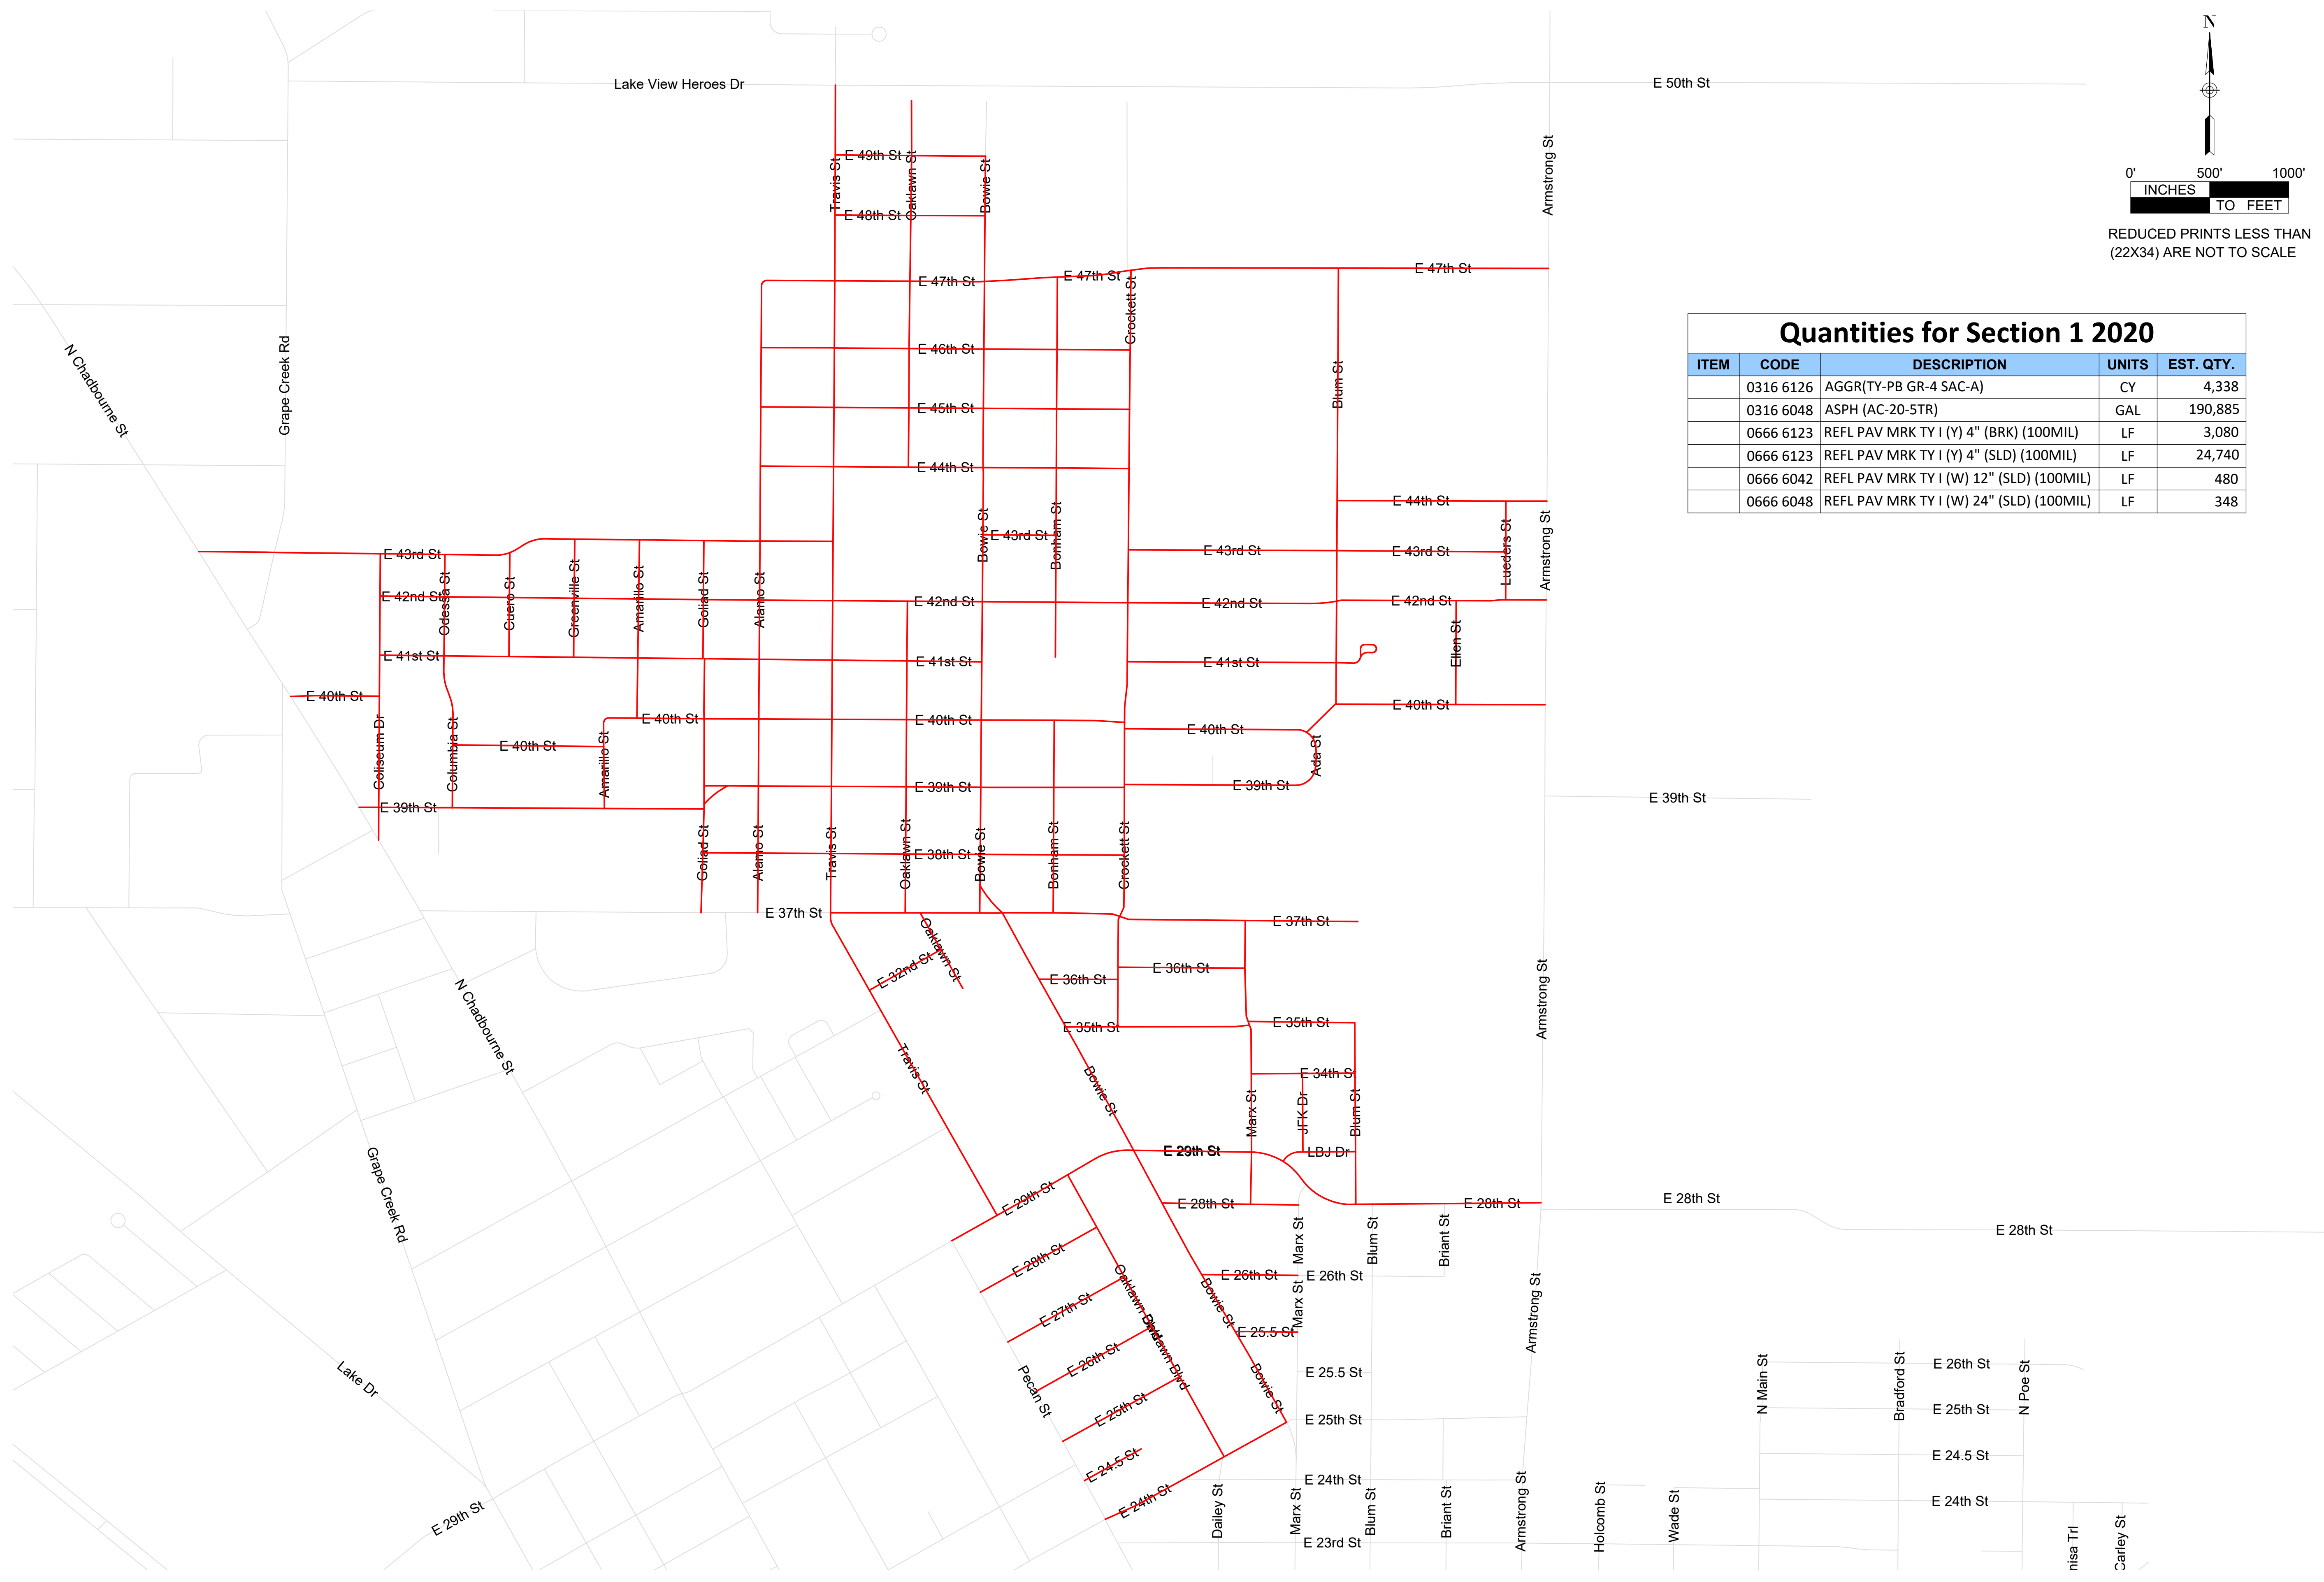 N
Lake View Heroes Dr
E 50th St
0' 500' 1000'
INCHES
TO FEET
REDUCED PRINTS LESS THAN
(22X34) ARE NOT TO SCALE
Armstrong St
E 49th St
Travis St
Oaklawn St
Bowie St
E 48th St
E 47th St
E 47th St
E 47th St
Crockett St
Quantities for Section 1 2020
ITEM CODE DESCRIPTION UNITS EST. QTY.
0316 6126 AGGR(TY-PB GR-4 SAC-A) CY 4,338
0316 6048 ASPH (AC-20-5TR) GAL 190,885
0666 6123 REFL PAV MRK TY I (Y) 4" (BRK) (100MIL) LF 3,080
0666 6123 REFL PAV MRK TY I (Y) 4" (SLD) (100MIL) LF 24,740
0666 6042 REFL PAV MRK TY I (W) 12" (SLD) (100MIL) LF 480
0666 6048 REFL PAV MRK TY I (W) 24" (SLD) (100MIL) LF 348
N Chadbourne St
Grape Creek Rd
E 46th St
Blum St
E 45th St
E 44th St
E 44th St
Bowie St
E 43rd St
Bonham St
E 43rd St
E 43rd St
Lueders St
Armstrong St
E 43rd St
E 42nd St
Odessa St
Cuero St
Greenville St
Amarillo St
Goliad St
Alamo St
E 42nd St
E 42nd St
E 42nd St
Ellen St
E 41st St
E 41st St
E 41st St
E 40th St
E 40th St
E 40th St
E 40th St
E 40th St
E 40th St
Coliseum Dr
Columbia St
Amarillo St
Ada St
E 39th St
E 39th St
E 39th St
E 39th St
Goliad St
Alamo St
Travis St
Oaklawn St
E 38th St
Bowie St
Bonham St
Crockett St
E 37th St
E 37th St
Oaklawn St
E 32nd St
E 36th St
E 36th St
N Chadbourne St
Armstrong St
E 35th St
E 35th St
Travis St
Bowie St
E 34th St
Marx St
JFK Dr
Blum St
E 29th St
LBJ Dr
Grape Creek Rd
E 29th St
E 28th St
E 28th St
E 28th St
E 28th St
Marx St
Blum St
Briant St
E 28th St
E 26th St
E 26th St
Oaklawn Blvd
Bowie St
Marx St
Armstrong St
E 27th St
E 25.5 St
Oaklawn Blvd
E 26th St
Lake Dr
Pecan St
Bowie St
E 25.5 St
N Main St
Bradford St
E 26th St
N Poe St
E 25th St
E 25th St
E 25th St
E 24.5 St
E 24.5 St
E 24th St
E 24th St
E 24th St
E 29th St
Dailey St
Marx St
Blum St
Briant St
Armstrong St
Holcomb St
Wade St
E 23rd St
nisa Trl
Carley St